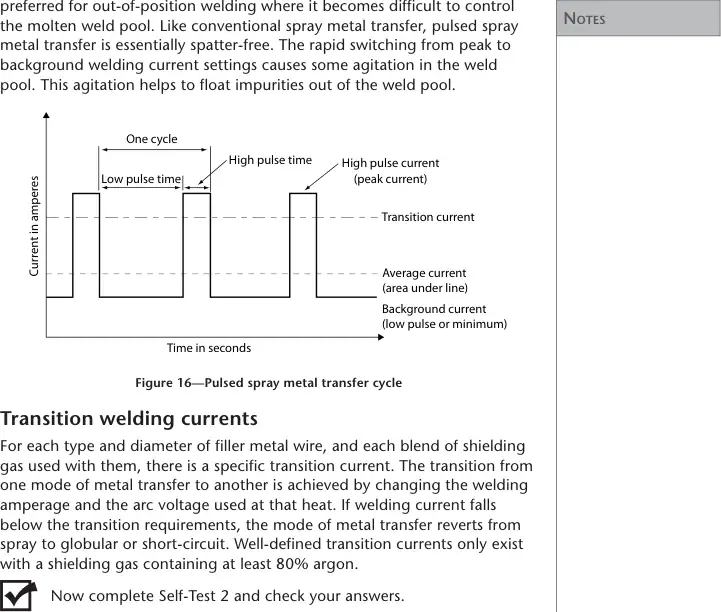 preferred for out-of-position welding where it becomes difficult to control
the molten weld pool. Like conventional spray metal transfer, pulsed spray
metal transfer is essentially spatter-free. The rapid switching from peak to
background welding current settings causes some agitation in the weld
pool. This agitation helps to float impurities out of the weld pool.
NOTES
One cycle
High pulse time
Low pulse time
High pulse current
(peak current)
Transition current
Average current
(area under line)
Background current
(low pulse or minimum)
Current in amperes
Time in seconds
Figure 16—Pulsed spray metal transfer cycle
Transition welding currents
For each type and diameter of filler metal wire, and each blend of shielding
gas used with them, there is a specific transition current. The transition from
one mode of metal transfer to another is achieved by changing the welding
amperage and the arc voltage used at that heat. If welding current falls
below the transition requirements, the mode of metal transfer reverts from
spray to globular or short-circuit. Well-defined transition currents only exist
with a shielding gas containing at least 80% argon.
Now complete Self-Test 2 and check your answers.